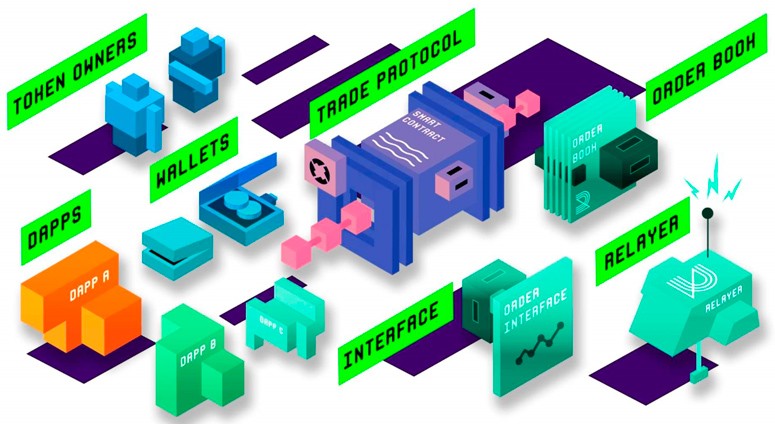 TOKEN OWNERS
TRADE PROTOCOL
ORDER BOOK
SMART
CONTRACT
ORDER
BOOK
WALLETS
DAPPS
RELAYER
DAPP A
DAPP B
DAPP C
INTERFACE
ORDER
INTERFACE
RELAYER